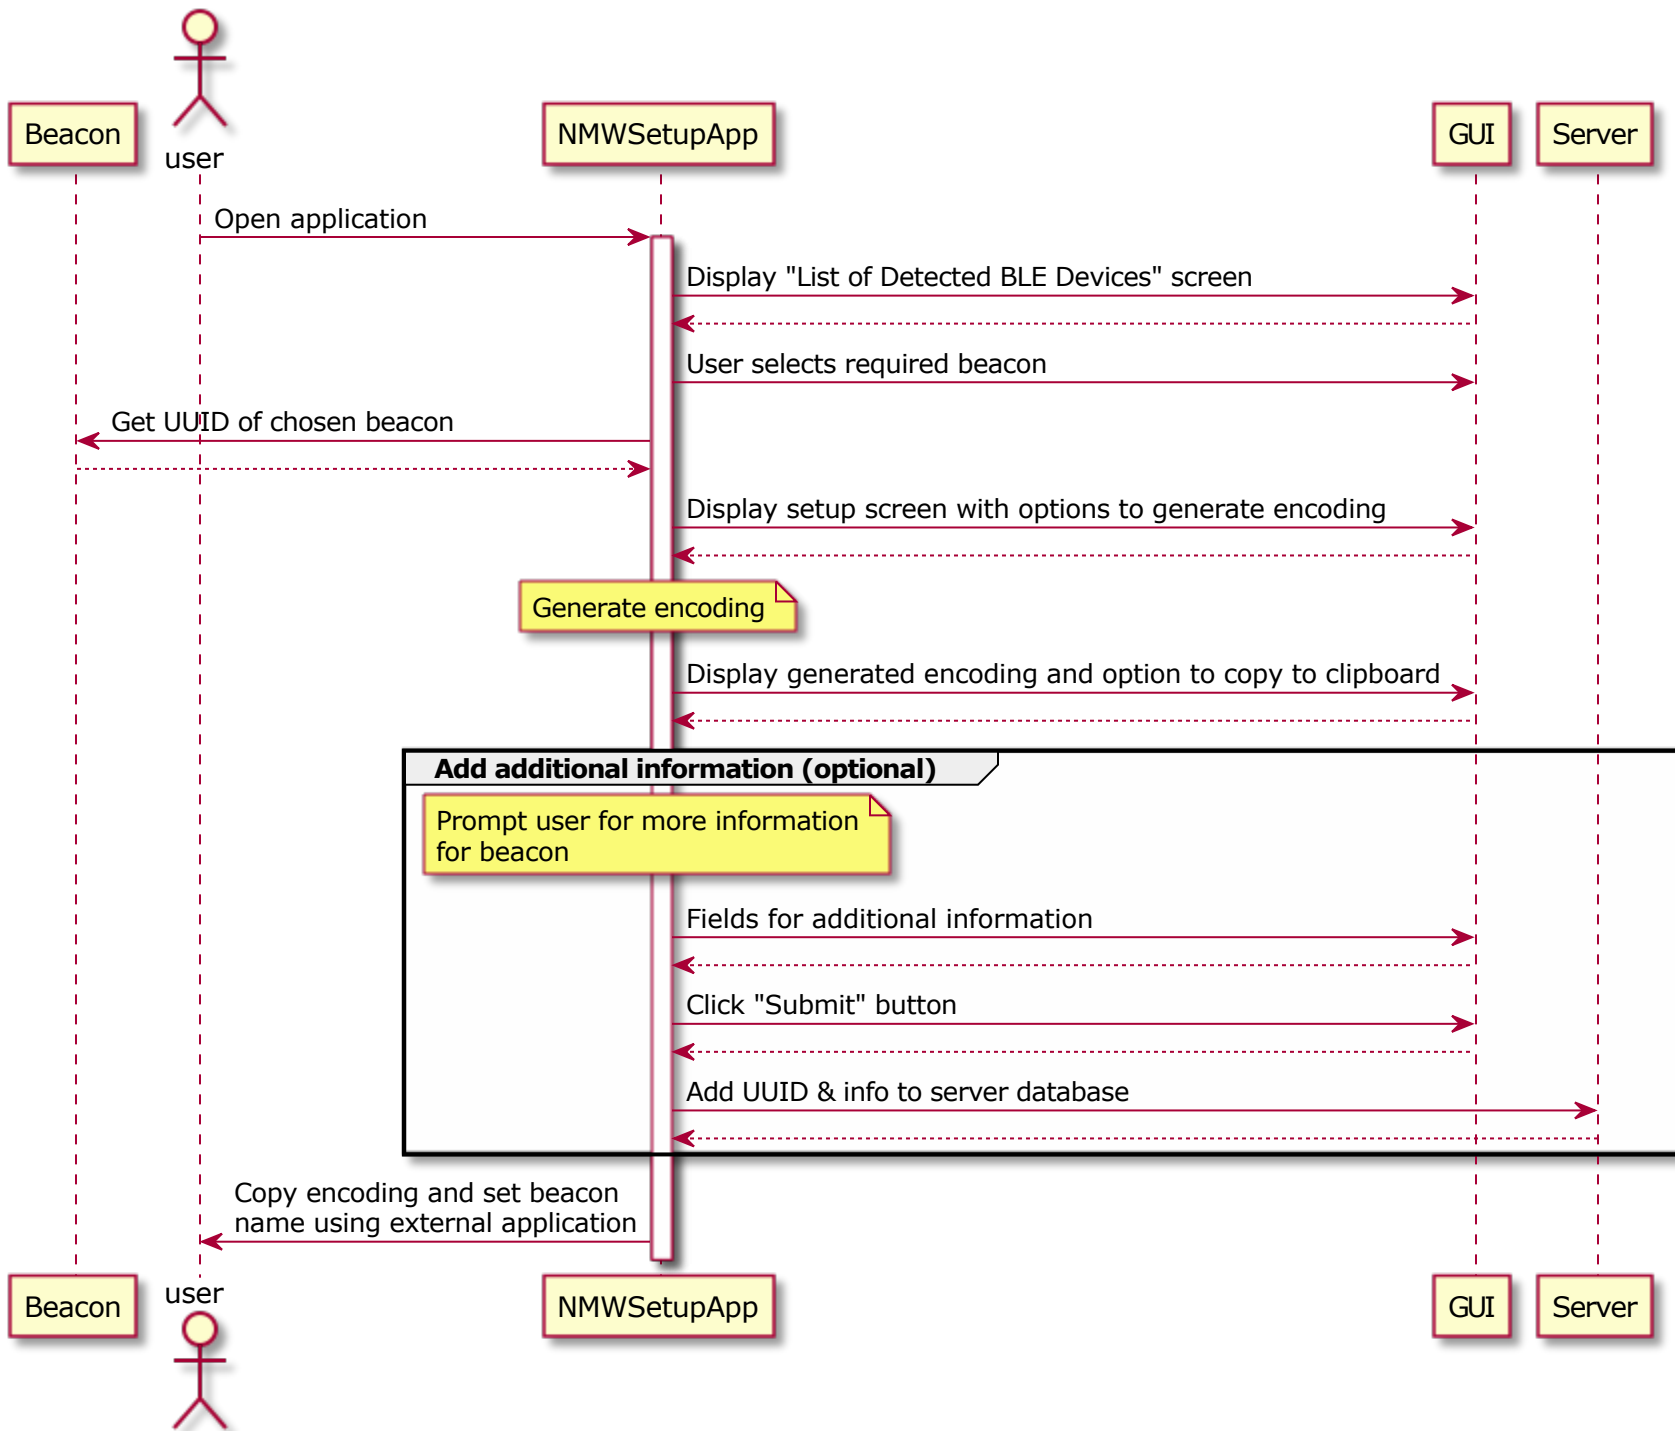 Beacon
user
NMWSetupApp
GUI
Server
Open application
Display "List of Detected BLE Devices" screen
User selects required beacon
Get UUID of chosen beacon
Display setup screen with options to generate encoding
Generate encoding
Display generated encoding and option to copy to clipboard
Add additional information (optional)
Prompt user for more information
for beacon
Fields for additional information
Click "Submit" button
Add UUID & info to server database
Copy encoding and set beacon
name using external application
Beacon
user
NMWSetupApp
GUI
Server